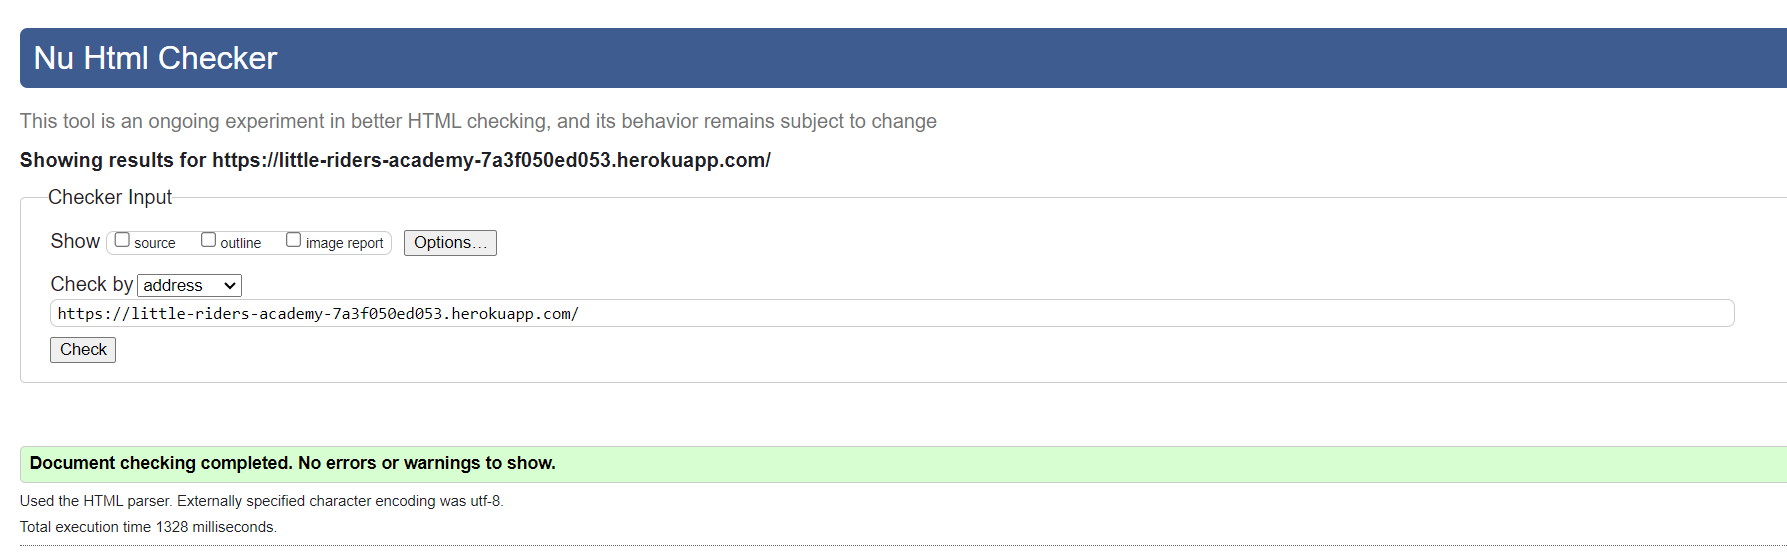 Nu Html Checker
This tool is an ongoing experiment in better HTML checking, and its behavior remains subject to change
Showing results for https://little-riders-academy-7a3f050ed053.herokuapp.com/
Checker Input
Show source outline image report Options...
Check by address
https://little-riders-academy-7a3f050ed053.herokuapp.com/
Check
Document checking completed. No errors or warnings to show.
Used the HTML parser. Externally specified character encoding was utf-8.
Total execution time 1328 milliseconds.